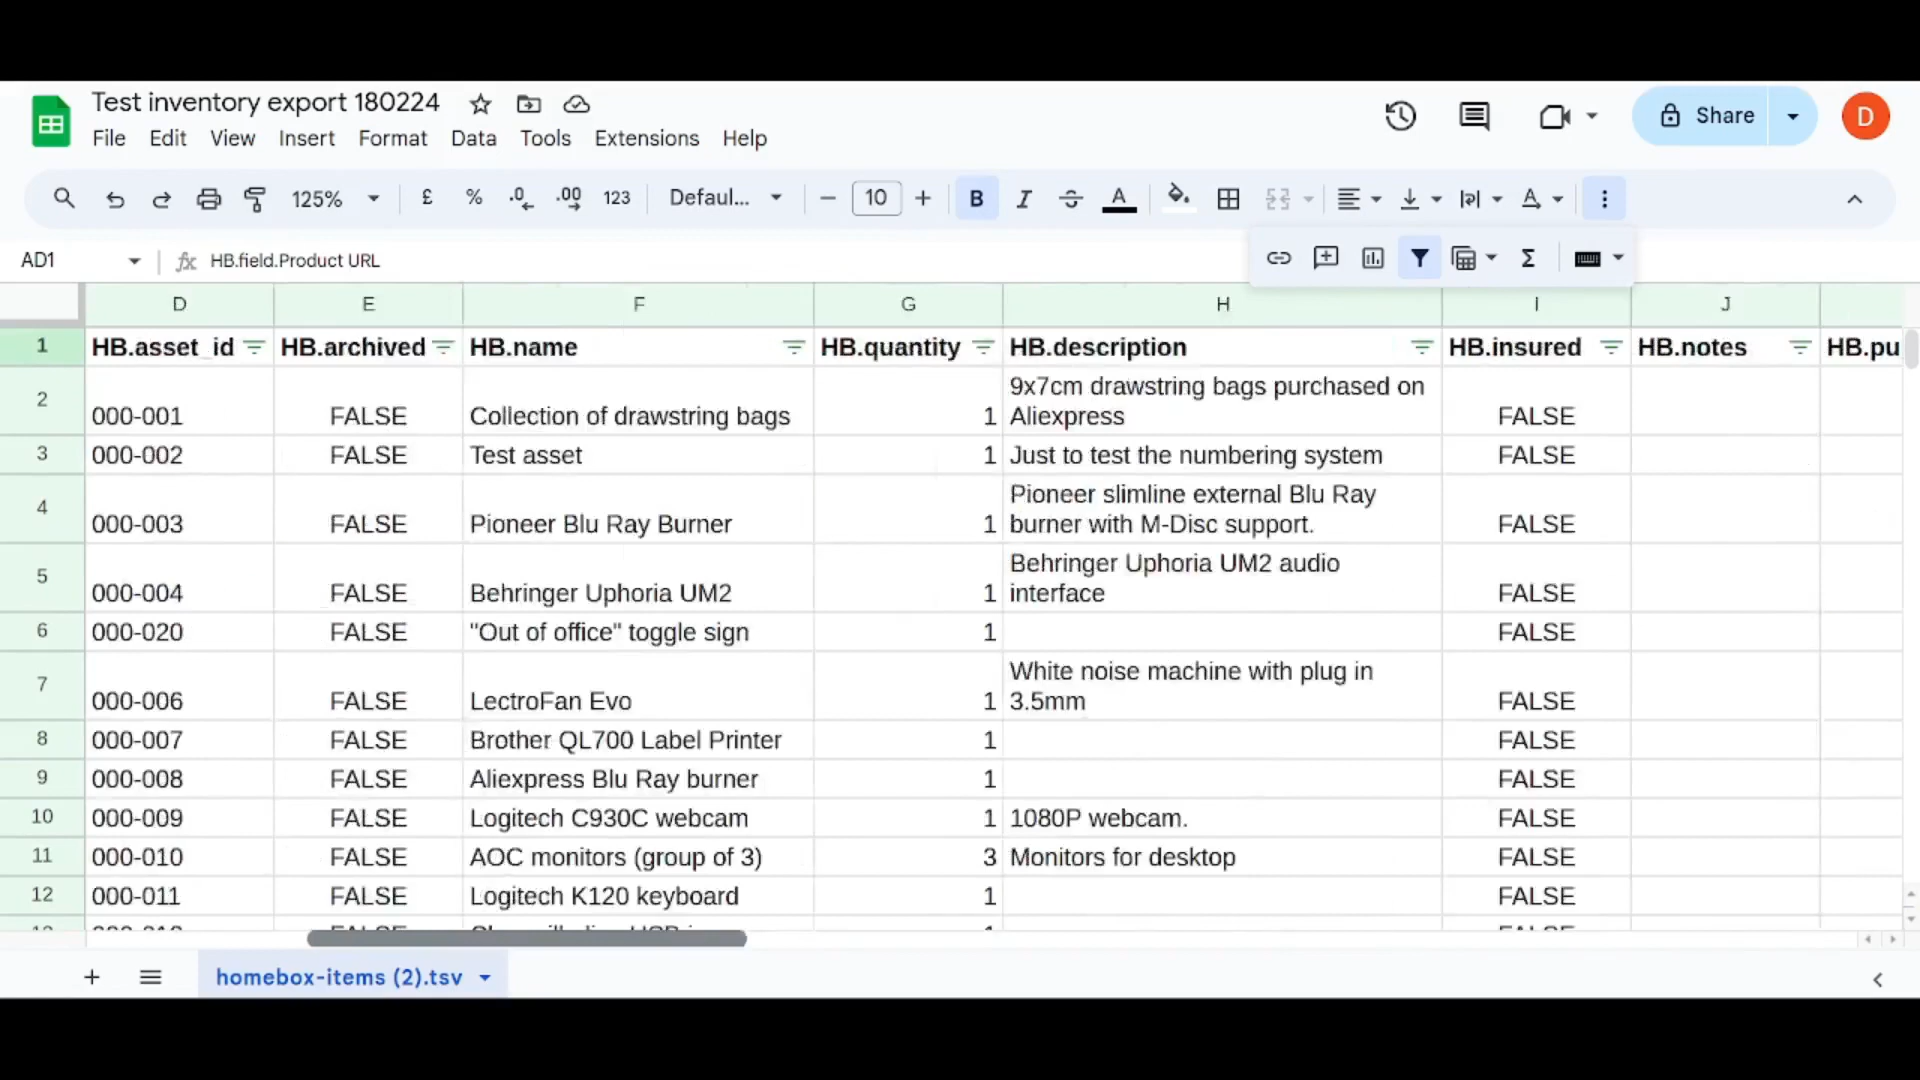 Test inventory export 180224
File Edit View Insert Format Data Tools Extensions Help
Share
D
125% £ % .0 .00 123 Defaul... 10 B I A
AD1 HB.field.Product URL
D E F G H I J
1 HB.asset_id HB.archived HB.name HB.quantity HB.description HB.insured HB.notes HB.pu
9x7cm drawstring bags purchased on
2 000-001 FALSE Collection of drawstring bags 1 Aliexpress FALSE
3 000-002 FALSE Test asset 1 Just to test the numbering system FALSE
Pioneer slimline external Blu Ray
4 000-003 FALSE Pioneer Blu Ray Burner 1 burner with M-Disc support. FALSE
Behringer Uphoria UM2 audio
5 000-004 FALSE Behringer Uphoria UM2 1 interface FALSE
6 000-020 FALSE "Out of office" toggle sign 1 FALSE
White noise machine with plug in
7 000-006 FALSE LectroFan Evo 1 3.5mm FALSE
8 000-007 FALSE Brother QL700 Label Printer 1 FALSE
9 000-008 FALSE Aliexpress Blu Ray burner 1 FALSE
10 000-009 FALSE Logitech C930C webcam 1 1080P webcam. FALSE
11 000-010 FALSE AOC monitors (group of 3) 3 Monitors for desktop FALSE
12 000-011 FALSE Logitech K120 keyboard 1 FALSE
homebox-items (2).tsv